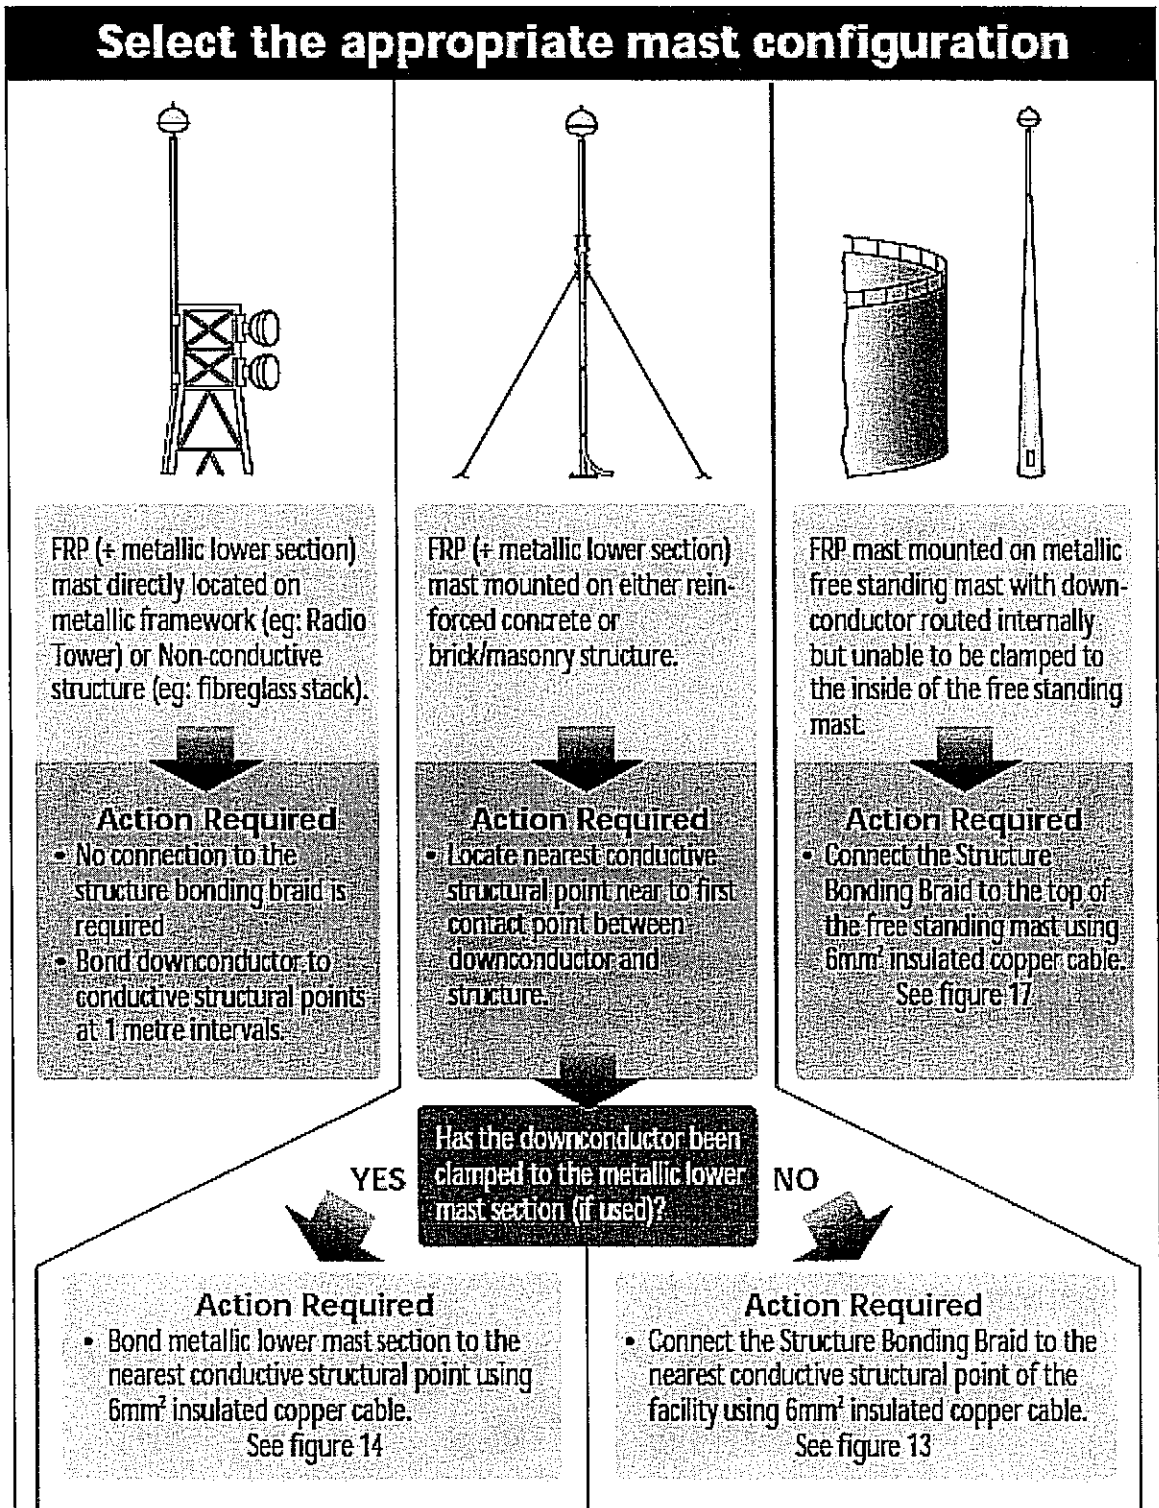 Select the appropriate mast configuration
FRP (+ metallic lower section)
mast directly located on
metallic framework (eg: Radio
Tower) or Non-conductive
structure (eg: fibreglass stack).
Action Required
• No connection to the
structure bonding braid is
required
• Bond downconductor to
conductive structural points
at 1 metre intervals.
FRP (+ metallic lower section)
mast mounted on either rein-
forced concrete or
brick/masonry structure.
Action Required
• Locate nearest conductive
structural point near to first
contact point between
downconductor and
structure.
FRP mast mounted on metallic
free standing mast with down-
conductor routed internally
but unable to be clamped to
the inside of the free standing
mast.
Action Required
• Connect the Structure
Bonding Braid to the top of
the free standing mast using
6mm² insulated copper cable.
See figure 17
Has the downconductor been
clamped to the metallic lower
mast section (if used)?
YES
NO
Action Required
• Bond metallic lower mast section to the
nearest conductive structural point using
6mm² insulated copper cable.
See figure 14
Action Required
• Connect the Structure Bonding Braid to the
nearest conductive structural point of the
facility using 6mm² insulated copper cable.
See figure 13